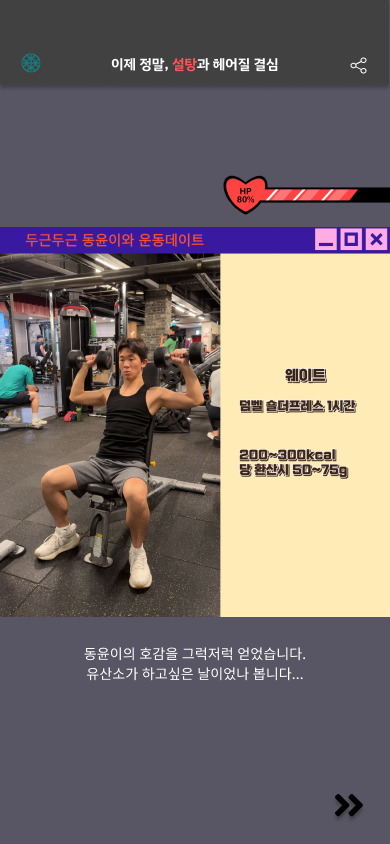 이제 정말, 설탕과 헤어질 결심
HP
80%
두근두근 동윤이와 운동데이트
웨이트
덤벨 숄더프레스 1시간
200~300kcal
당 환산시 50~75g
동윤이의 호감을 그럭저럭 얻었습니다.
유산소가 하고싶은 날이었나 봅니다...